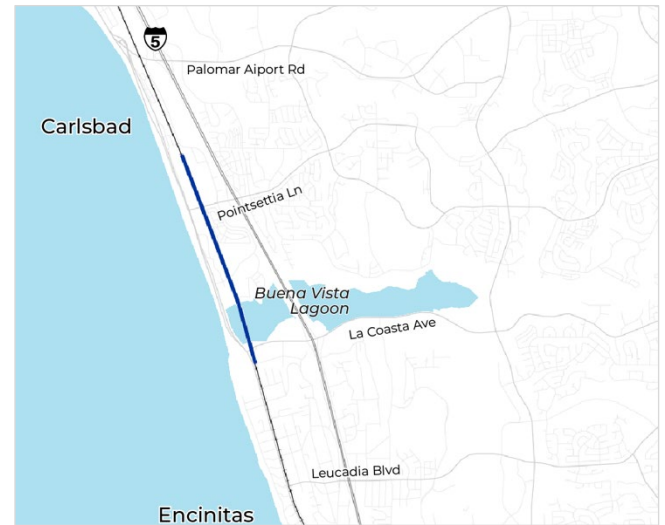 5
Palomar Aiport Rd
Carlsbad
Pointsettia Ln
Buena Vista
Lagoon
La Coasta Ave
Leucadia Blvd
Encinitas